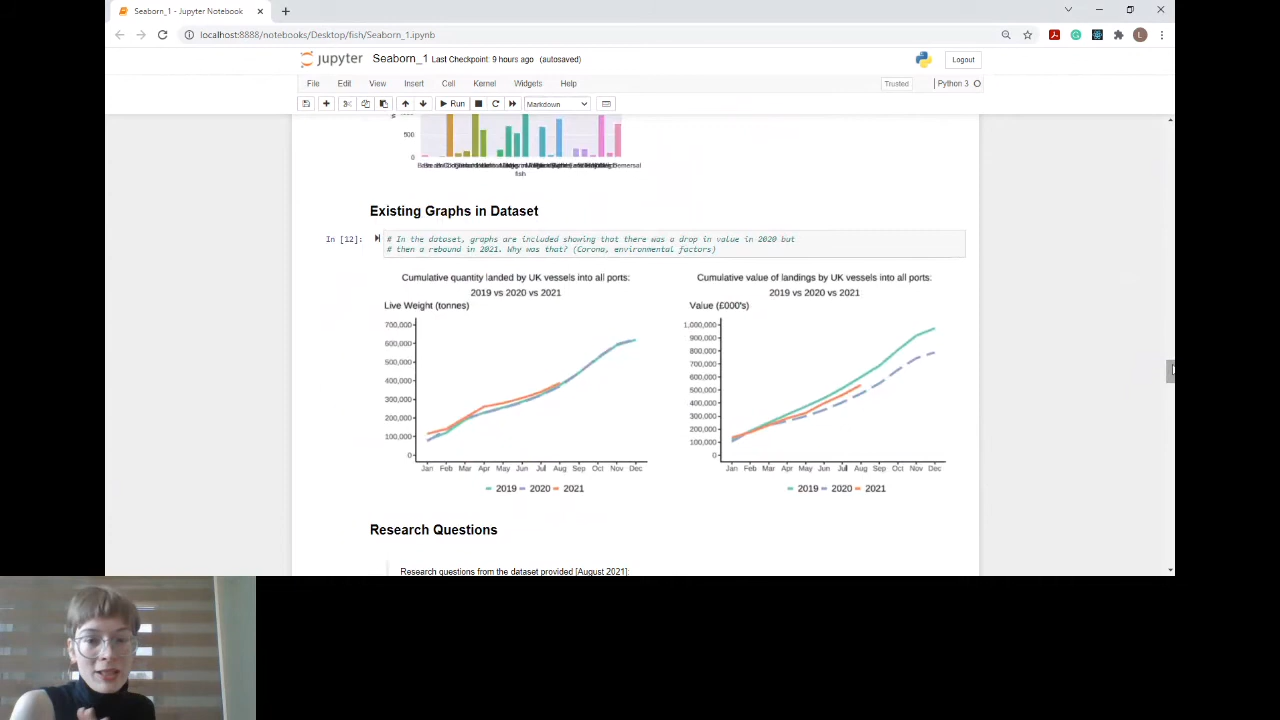 Seaborn_1 - Jupyter Notebook
localhost:8888/notebooks/Desktop/fish/Seaborn_1.ipynb
L
jupyter Seaborn_1 Last Checkpoint: 9 hours ago (autosaved)
Logout
File Edit View Insert Cell Kernel Widgets Help
Trusted
Python 3
Run
Markdown
500
0
fish
Existing Graphs in Dataset
In [12]:
# In the dataset, graphs are included showing that there was a drop in value in 2020 but
# then a rebound in 2021. Why was that? (Corona, environmental factors)
Cumulative quantity landed by UK vessels into all ports:
2019 vs 2020 vs 2021
Live Weight (tonnes)
700,000
600,000
500,000
400,000
300,000
200,000
100,000
0
Jan Feb Mar Apr May Jun Jul Aug Sep Oct Nov Dec
2019 2020 2021
Cumulative value of landings by UK vessels into all ports:
2019 vs 2020 vs 2021
Value (£000's)
1,000,000
900,000
800,000
700,000
600,000
500,000
400,000
300,000
200,000
100,000
0
Jan Feb Mar Apr May Jun Jul Aug Sep Oct Nov Dec
2019 2020 2021
Research Questions
Research questions from the dataset provided [August 2021]: